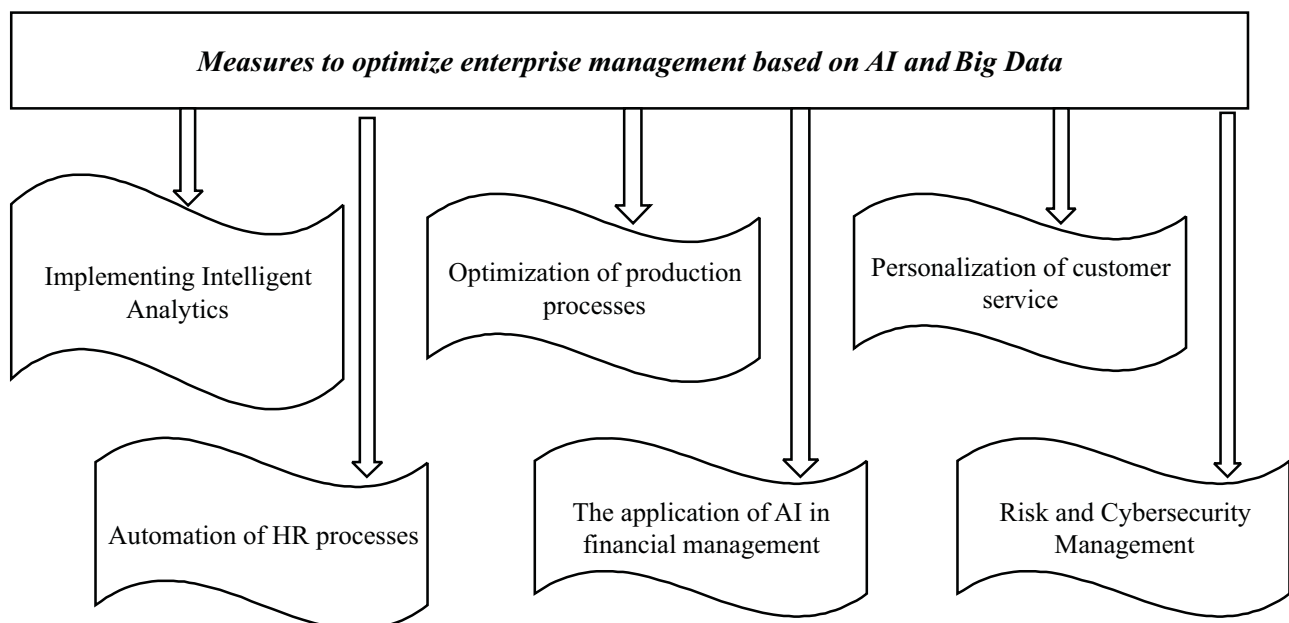 Measures to optimize enterprise management based on AI and Big Data
Implementing Intelligent
Analytics
Optimization of production
processes
Personalization of customer
service
Automation of HR processes
The application of AI in
financial management
Risk and Cybersecurity
Management